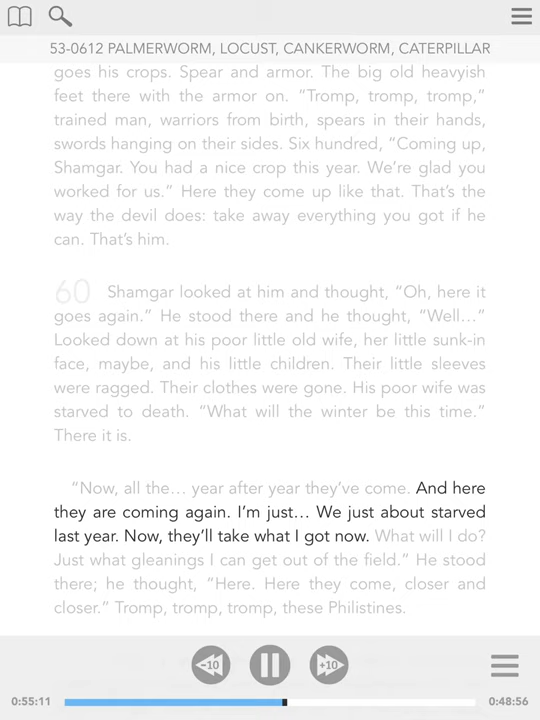 53-0612 PALMERWORM, LOCUST, CANKERWORM, CATERPILLAR
goes his crops. Spear and armor. The big old heavyish
feet there with the armor on. “Tromp, tromp, tromp,”
trained man, warriors from birth, spears in their hands,
swords hanging on their sides. Six hundred, “Coming up,
Shamgar. You had a nice crop this year. We’re glad you
worked for us.” Here they come up like that. That’s the
way the devil does: take away everything you got if he
can. That’s him.
60 Shamgar looked at him and thought, “Oh, here it
goes again.” He stood there and he thought, “Well…”
Looked down at his poor little old wife, her little sunk-in
face, maybe, and his little children. Their little sleeves
were ragged. Their clothes were gone. His poor wife was
starved to death. “What will the winter be this time.”
There it is.
“Now, all the… year after year they’ve come. And here
they are coming again. I’m just… We just about starved
last year. Now, they’ll take what I got now. What will I do?
Just what gleanings I can get out of the field.” He stood
there; he thought, “Here. Here they come, closer and
closer.” Tromp, tromp, tromp, these Philistines.
-10
+10
0:55:11
0:48:56